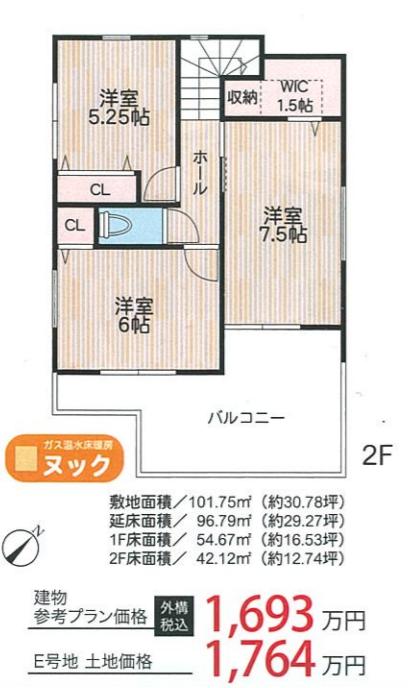 洋室
5.25帖
収納
WIC
1.5帖
ホール
CL
CL
洋室
7.5帖
洋室
6帖
バルコニー
2F
ガス温水床暖房
ヌック
敷地面積／101.75㎡（約30.78坪）
延床面積／ 96.79㎡（約29.27坪）
1F床面積／ 54.67㎡（約16.53坪）
2F床面積／ 42.12㎡（約12.74坪）
N
建物
参考プラン価格 外構税込 1,693万円
E号地 土地価格 1,764万円